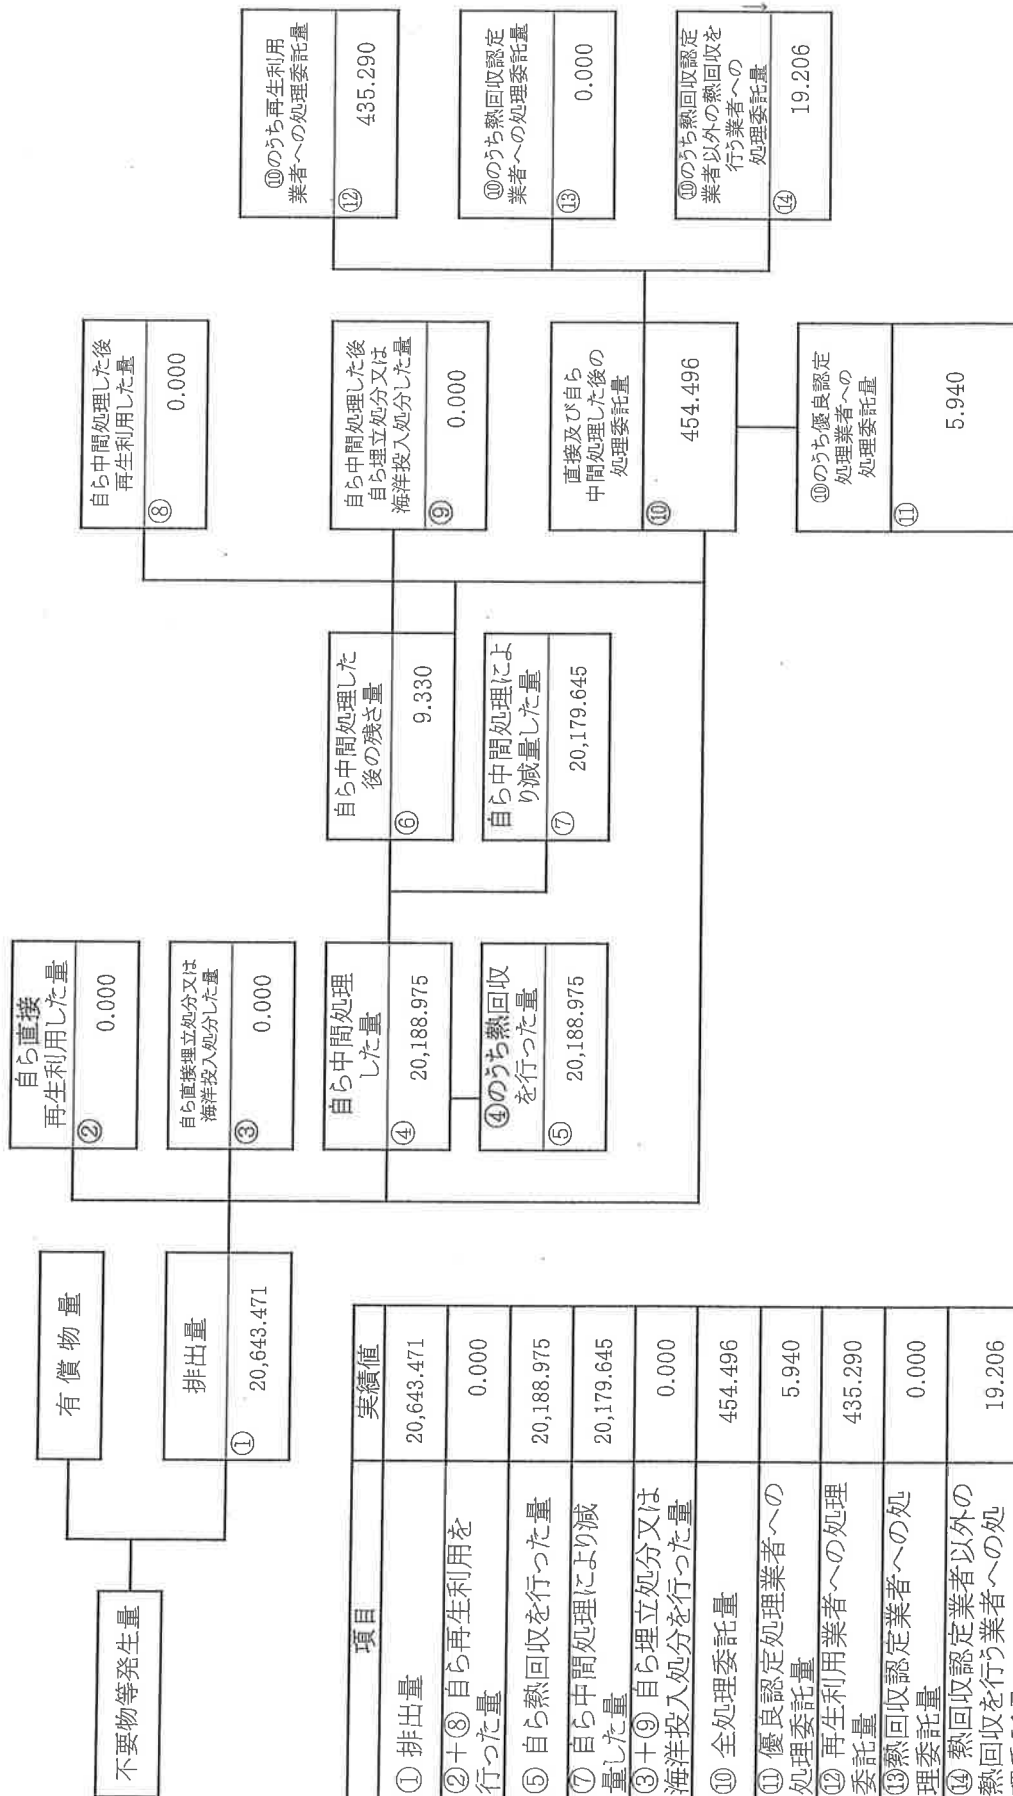 不要物等発生量
有償物量
排出量
① 20,643.471
自ら直接
再生利用した量
② 0.000
自ら直接埋立処分又は
海洋投入処分した量
③ 0.000
自ら中間処理
した量
④ 20,188.975
④のうち熱回収
を行った量
⑤ 20,188.975
自ら中間処理した
後の残さ量
⑥ 9.330
自ら中間処理によ
り減量した量
⑦ 20,179.645
自ら中間処理した後
再生利用した量
⑧ 0.000
自ら中間処理した後
自ら埋立処分又は
海洋投入処分した量
⑨ 0.000
直接及び自ら
中間処理した後の
処理委託量
⑩ 454.496
⑩のうち優良認定
処理業者への
処理委託量
⑪ 5.940
⑩のうち再生利用
業者への処理委託量
⑫ 435.290
⑩のうち熱回収認定
業者への処理委託量
⑬ 0.000
⑩のうち熱回収認定
業者以外の熱回収を
行う業者への
処理委託量
⑭ 19.206
項目 実績値
① 排出量 20,643.471
②+⑧ 自ら再生利用を
行った量 0.000
⑤ 自ら熱回収を行った量 20,188.975
⑦ 自ら中間処理により減
量した量 20,179.645
③+⑨ 自ら埋立処分又は
海洋投入処分を行った量 0.000
⑩ 全処理委託量 454.496
⑪ 優良認定処理業者への
処理委託量 5.940
⑫ 再生利用業者への処理
委託量 435.290
⑬熱回収認定業者への処
理委託量 0.000
⑭ 熱回収認定業者以外の
熱回収を行う業者への処 19.206